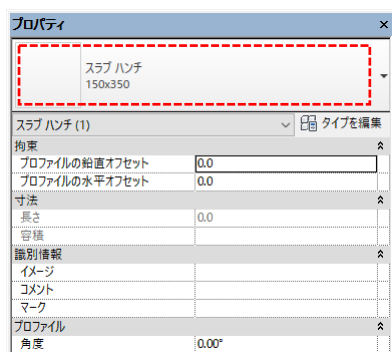 プロパティ ×
スラブ ハンチ
150x350
スラブ ハンチ (1) タイプを編集
拘束
プロファイルの鉛直オフセット 0.0
プロファイルの水平オフセット 0.0
寸法
長さ 0.0
容積
識別情報
イメージ
コメント
マーク
プロファイル
角度 0.00°